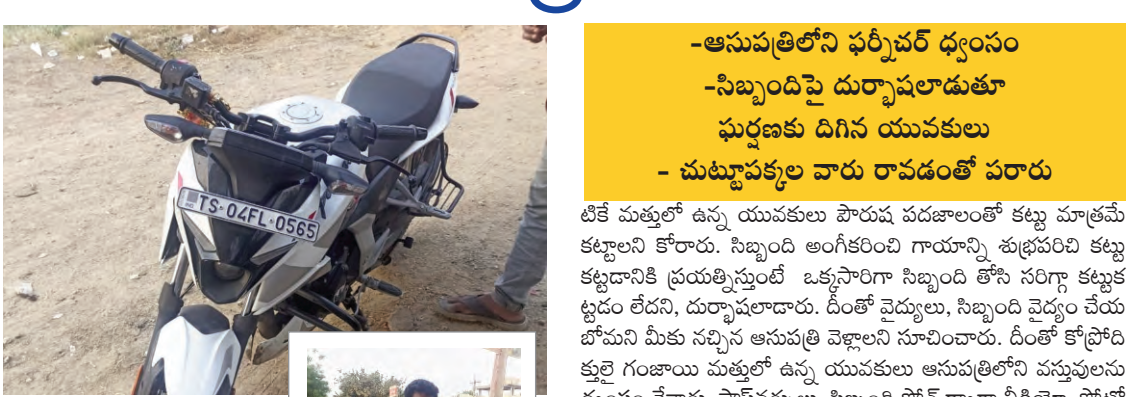 -ఆసుపత్రిలోని ఫర్నీచర్ ధ్వంసం
-సిబ్బందిపై దుర్భాషలాడుతూ
ఘర్షణకు దిగిన యువకులు
- చుట్టూపక్కల వారు రావడంతో పరారు
TS 04FL 0565
టికే మత్తులో ఉన్న యువకులు పౌరుష పదజాలంతో కట్టు మాత్రమే
కట్టాలని కోరారు. సిబ్బంది అంగీకరించి గాయాన్ని శుభ్రపరిచి కట్టు
కట్టడానికి ప్రయత్నిస్తుంటే ఒక్కసారిగా సిబ్బంది తోసి సరిగ్గా కట్టుక
ట్టడం లేదని, దుర్భాషలాడారు. దీంతో వైద్యులు, సిబ్బంది వైద్యం చేయ
బోమని మీకు నచ్చిన ఆసుపత్రి వెళ్లాలని సూచించారు. దీంతో కోప్రోది
క్తులై గంజాయి మత్తులో ఉన్న యువకులు ఆసుపత్రిలోని వస్తువులను